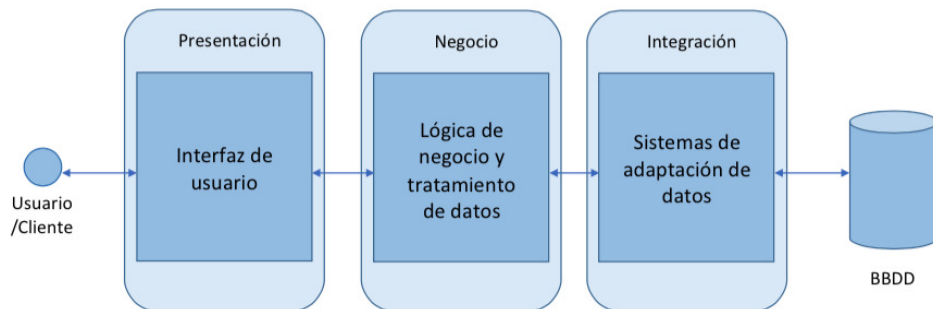 Presentación
Negocio
Integración
Interfaz de
usuario
Lógica de
negocio y
tratamiento
de datos
Sistemas de
adaptación de
datos
Usuario
/Cliente
BBDD